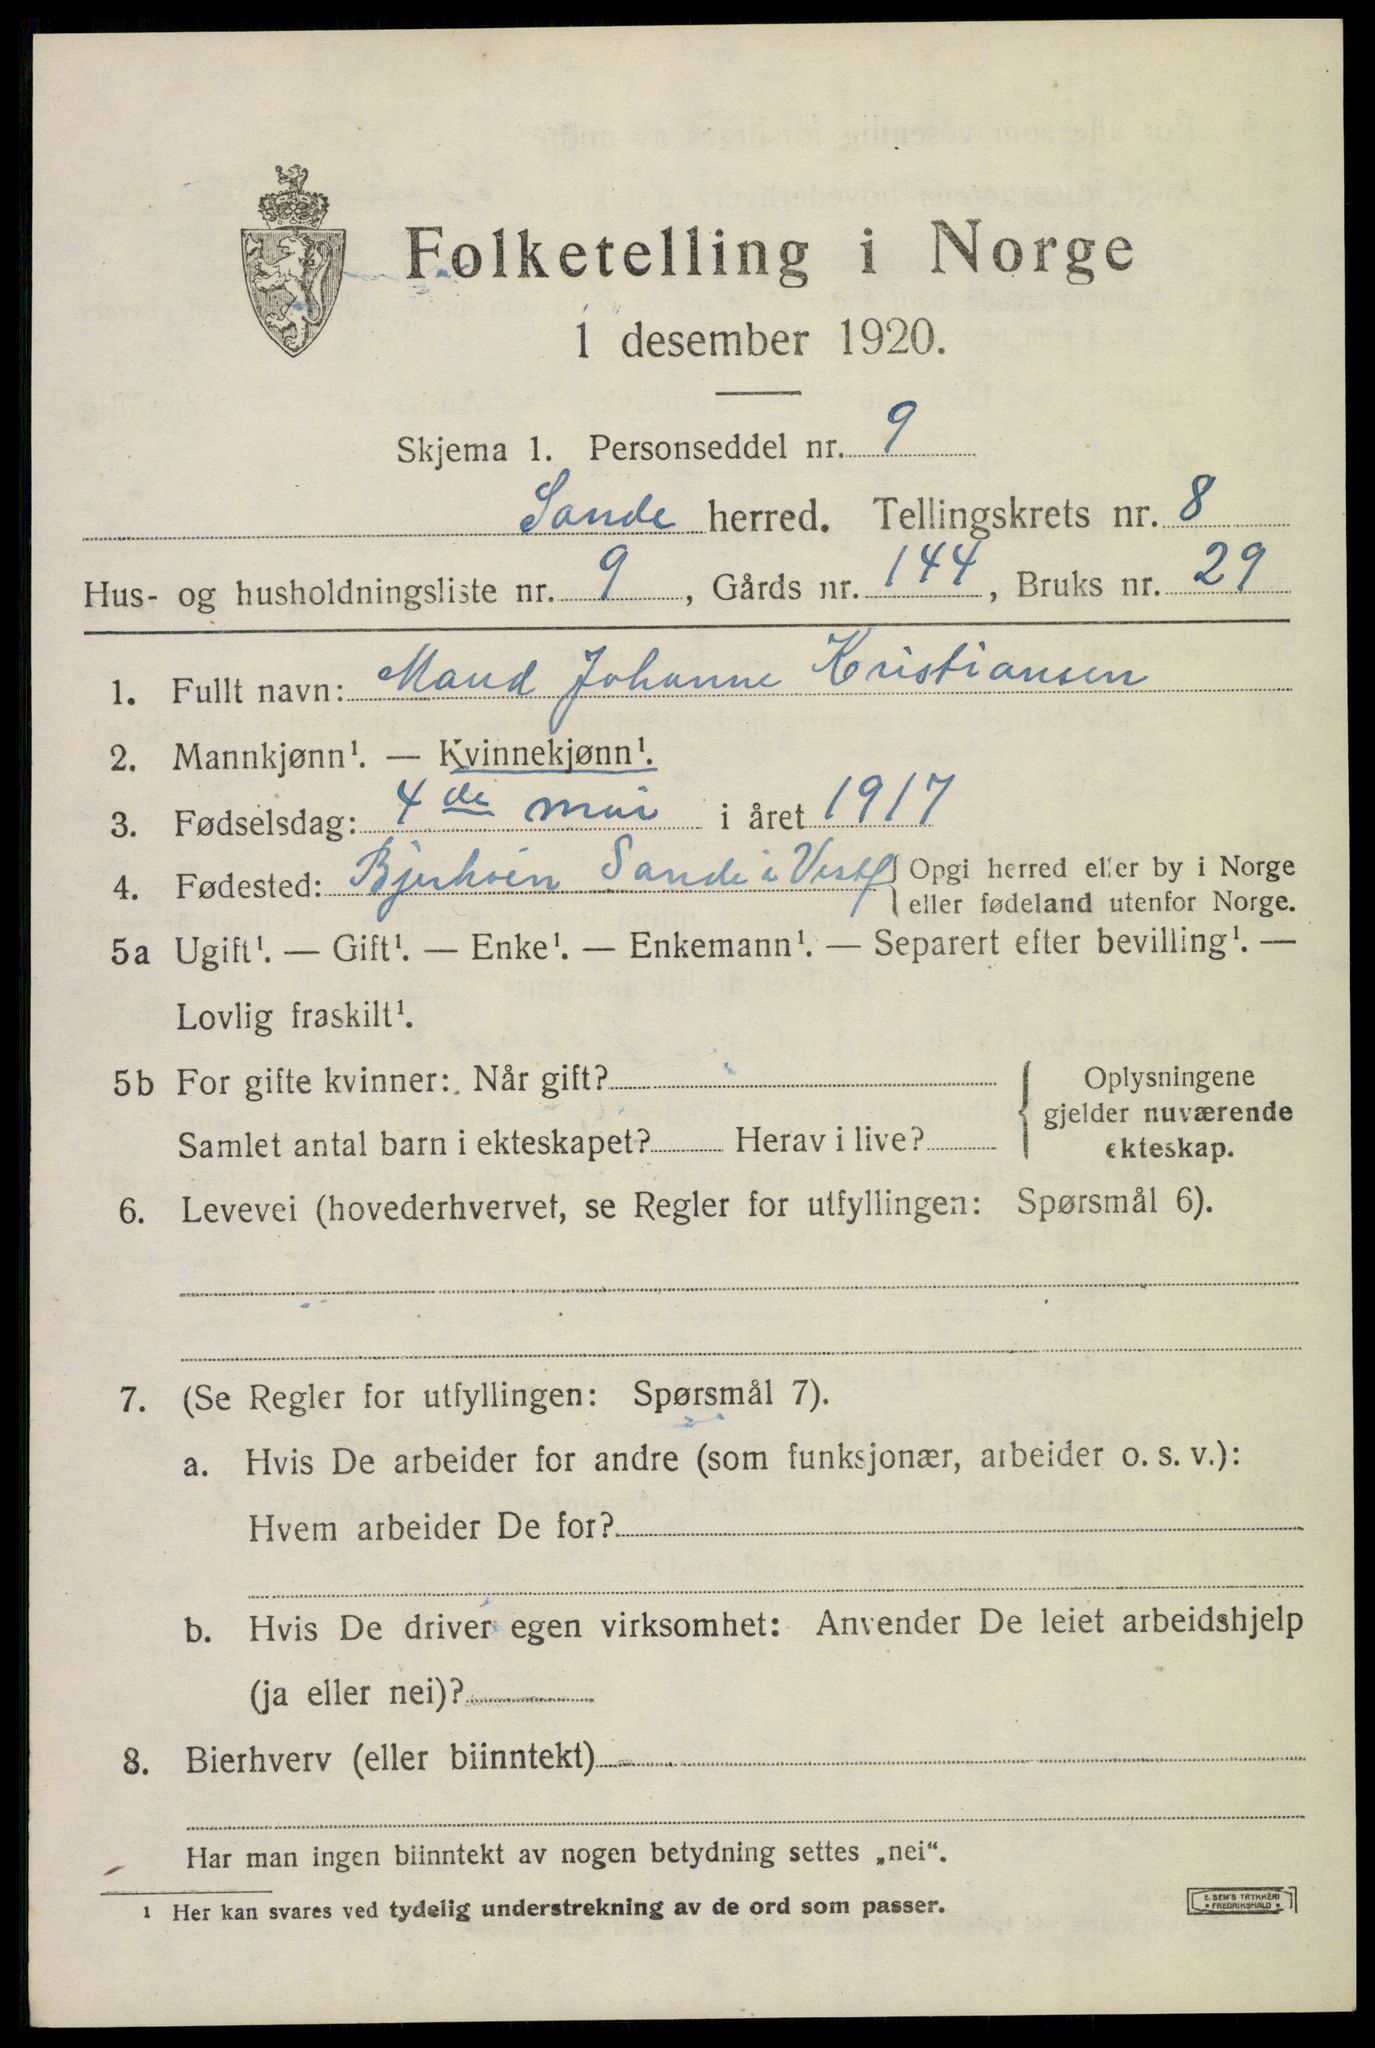 Folketelling i Norge
1 desember 1920.
Skjema 1. Personseddel nr. 9
Sande herred. Tellingskrets nr. 8
Hus- og husholdningsliste nr. 9, Gårds nr. 144, Bruks nr. 29
1. Fullt navn: Maud Johanne Kristiansen
2. Mannkjønn¹. — Kvinnekjønn¹.
3. Fødselsdag: 4de mai i året 1917
4. Fødested: Sande i Vestf { Opgi herred eller by i Norge
eller fødeland utenfor Norge.
5a Ugift¹. — Gift¹. — Enke¹. — Enkemann¹. — Separert efter bevilling¹. —
Lovlig fraskilt¹.
5b For gifte kvinner: Når gift? { Oplysningene
gjelder nuværende
Samlet antal barn i ekteskapet? Herav i live? ekteskap.
6. Levevei (hovederhvervet, se Regler for utfyllingen: Spørsmål 6).
7. (Se Regler for utfyllingen: Spørsmål 7).
a. Hvis De arbeider for andre (som funksjonær, arbeider o. s. v.):
Hvem arbeider De for?
b. Hvis De driver egen virksomhet: Anvender De leiet arbeidshjelp
(ja eller nei)?
8. Bierhverv (eller biinntekt)
Har man ingen biinntekt av nogen betydning settes „nei“.
¹ Her kan svares ved tydelig understrekning av de ord som passer.
E. SEM'S TRYKKERI
• FREDRIKSHALD •